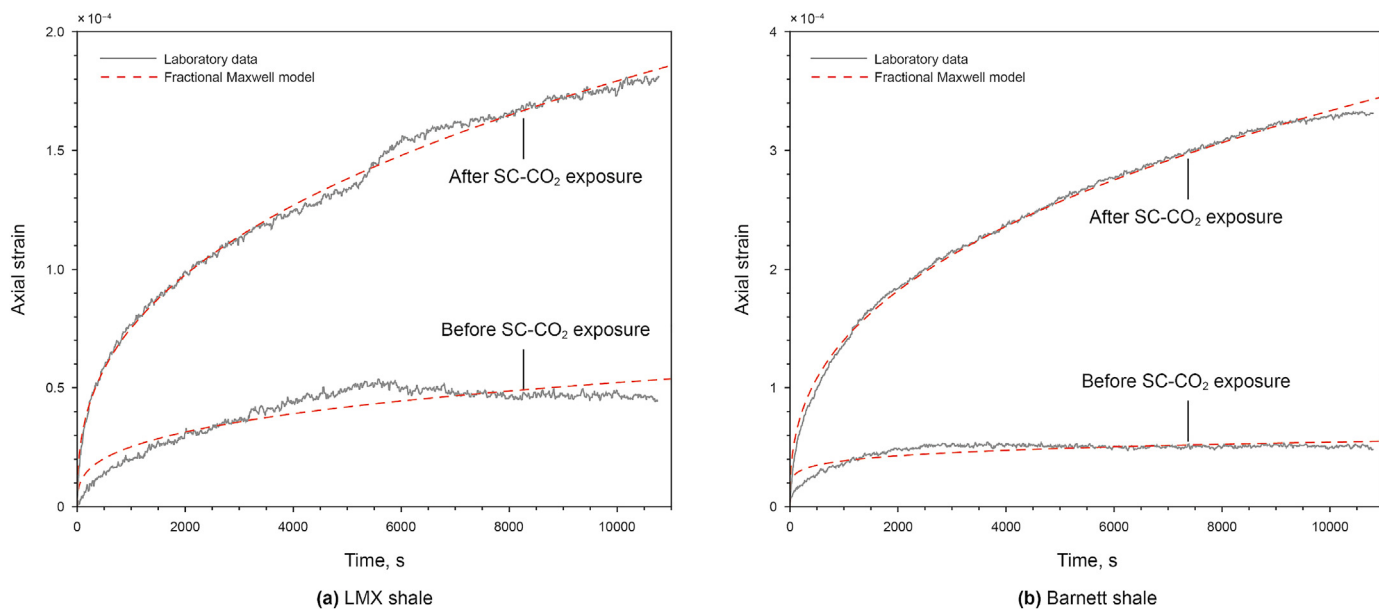 × 10⁻⁴
2.0
1.5
1.0
0.5
0
Axial strain
Laboratory data
Fractional Maxwell model
After SC-CO₂ exposure
Before SC-CO₂ exposure
0 2000 4000 6000 8000 10000
Time, s
(a) LMX shale
× 10⁻⁴
4
3
2
1
0
Axial strain
Laboratory data
Fractional Maxwell model
After SC-CO₂ exposure
Before SC-CO₂ exposure
0 2000 4000 6000 8000 10000
Time, s
(b) Barnett shale